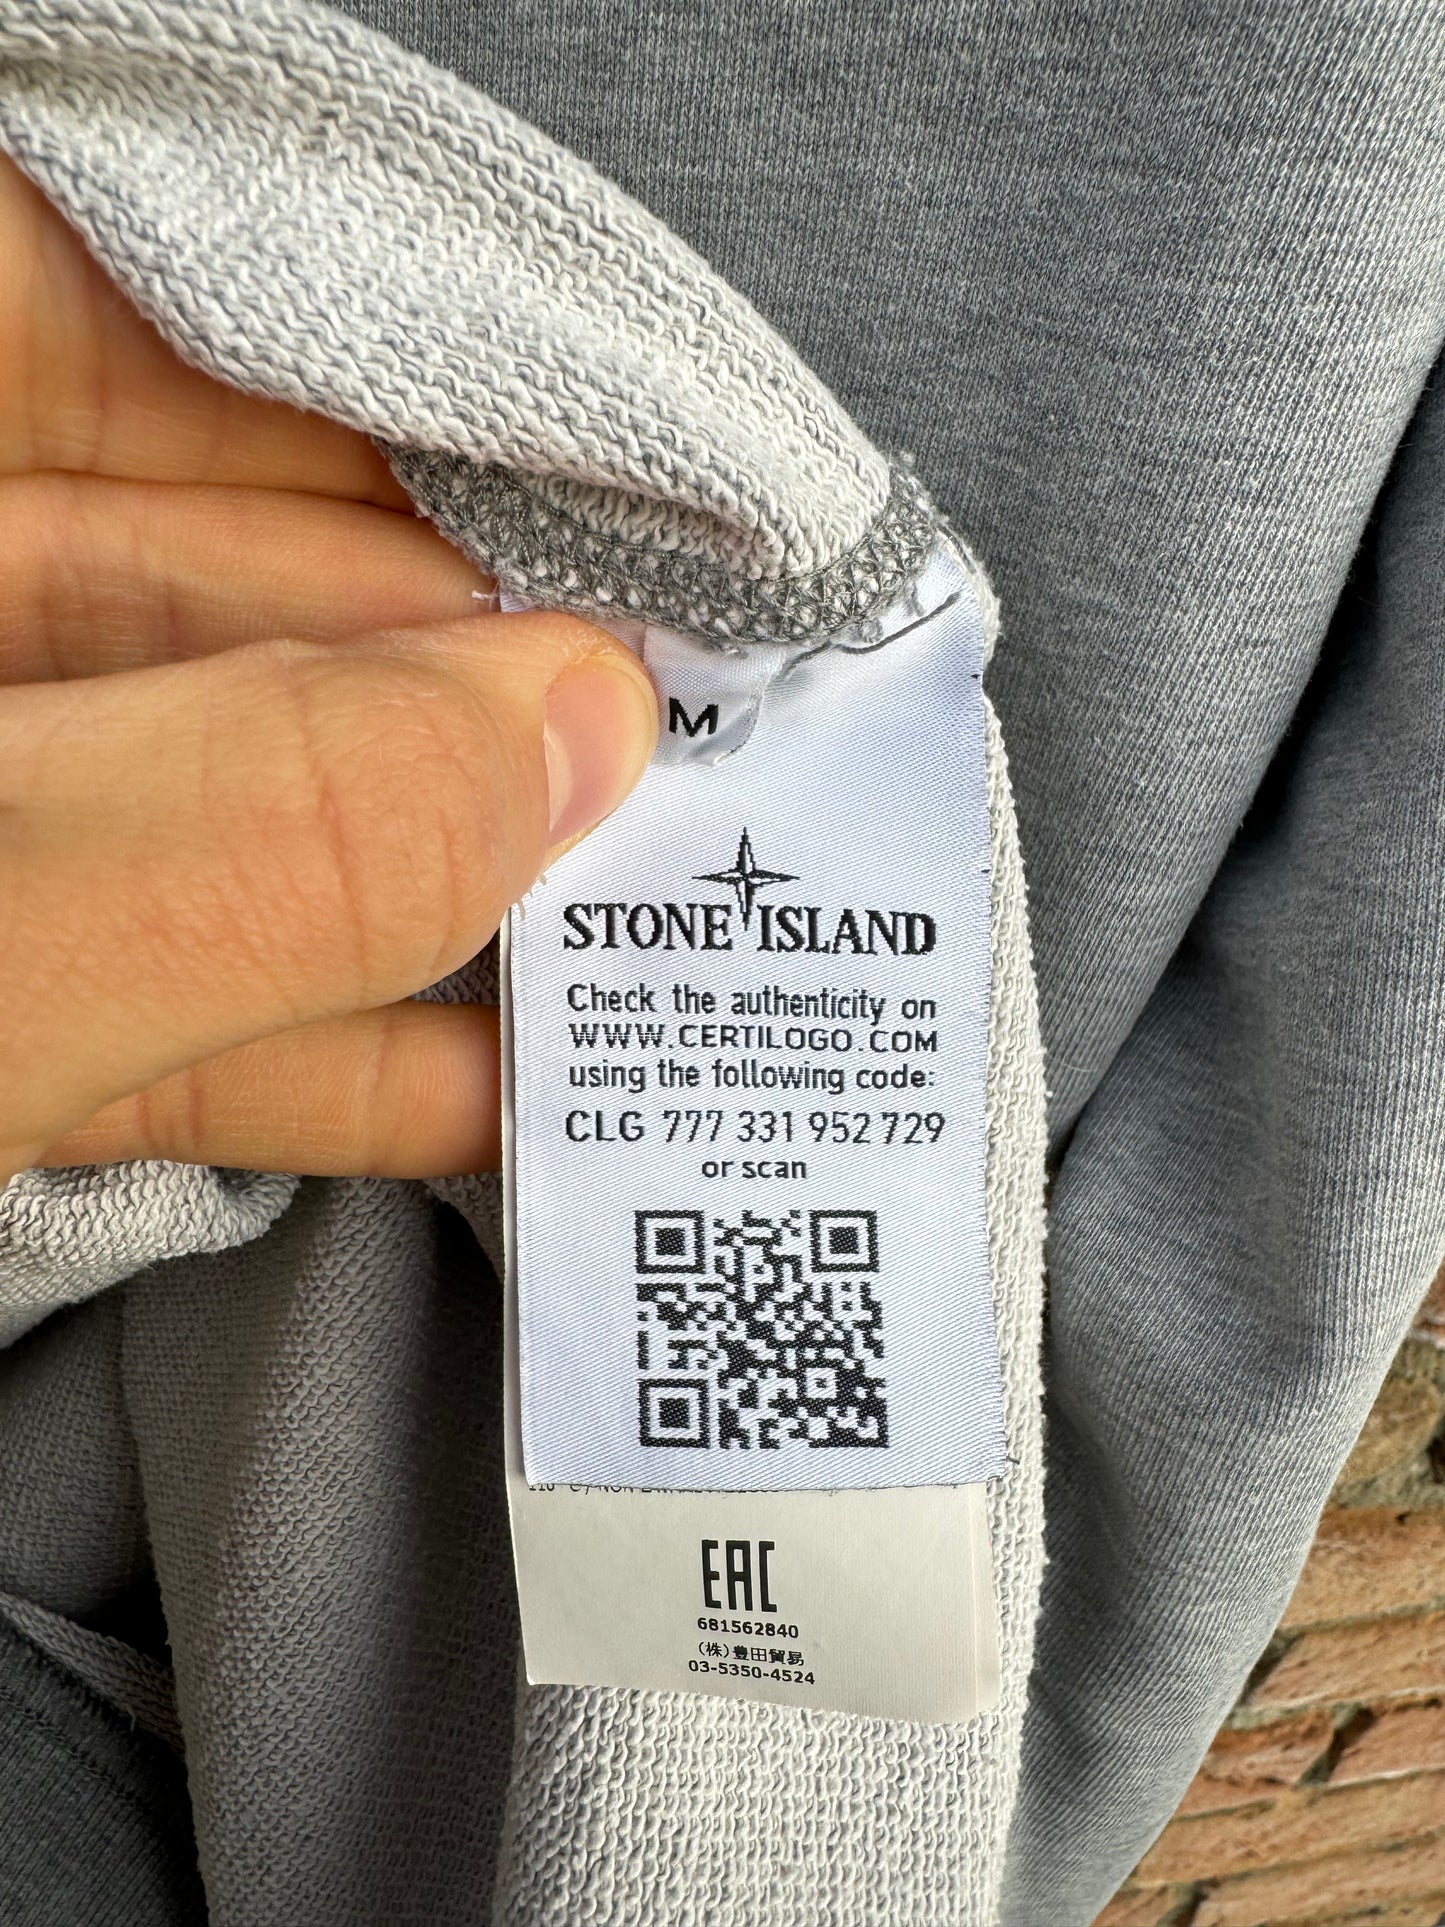 M
STONE ISLAND
Check the authenticity on
WWW.CERTILOGO.COM
using the following code:
CLG 777 331 952 729
or scan
EAC
681562840
(株)豊田貿易
03-5350-4524